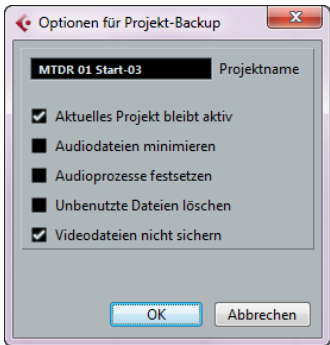 Optionen für Projekt-Backup
MTDR 01 Start-03 Projektname
Aktuelles Projekt bleibt aktiv
Audiodateien minimieren
Audioprozesse festsetzen
Unbenutzte Dateien löschen
Videodateien nicht sichern
OK Abbrechen